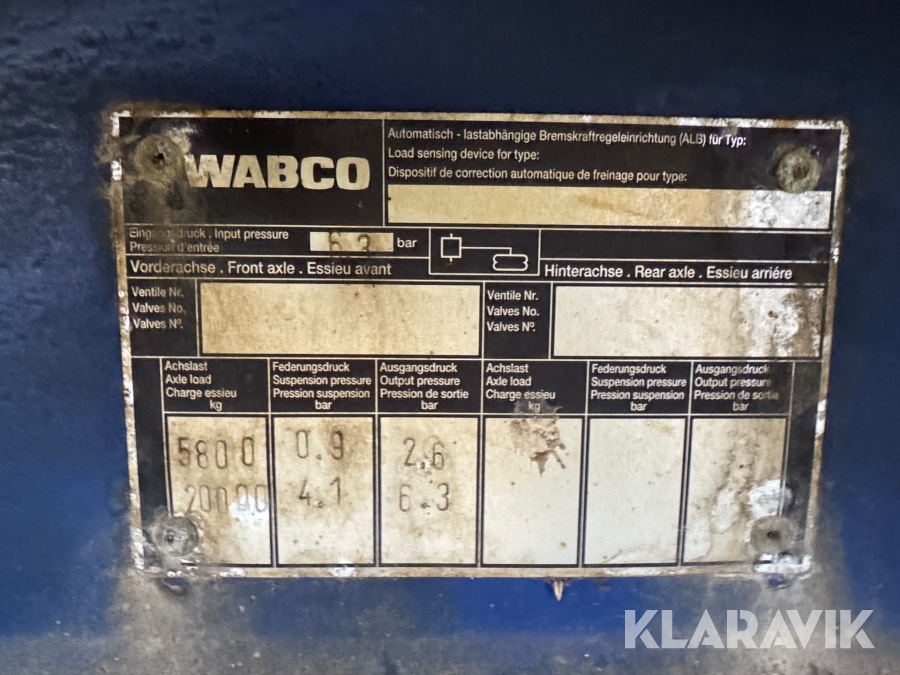 WABCO
Automatisch - lastabhängige Bremskraftregeleinrichtung (ALB) für Typ:
Load sensing device for type:
Dispositif de correction automatique de freinage pour type:
Eingangsdruck . Input pressure
Pression d'entrée
6.3 bar
Vorderachse . Front axle . Essieu avant
Hinterachse . Rear axle . Essieu arriére
Ventile Nr.
Valves No.
Valves Nº.
Ventile Nr.
Valves No.
Valves Nº.
Achslast
Axle load
Charge essieu
kg
Federungsdruck
Suspension pressure
Pression suspension
bar
Ausgangsdruck
Output pressure
Pression de sortie
bar
Achslast
Axle load
Charge essieu
kg
Federungsdruck
Suspension pressure
Pression suspension
bar
Ausgangsdruck
Output pressure
Pression de sortie
bar
5800 0.9 2.6
20000 4.1 6.3
KLARAVIK